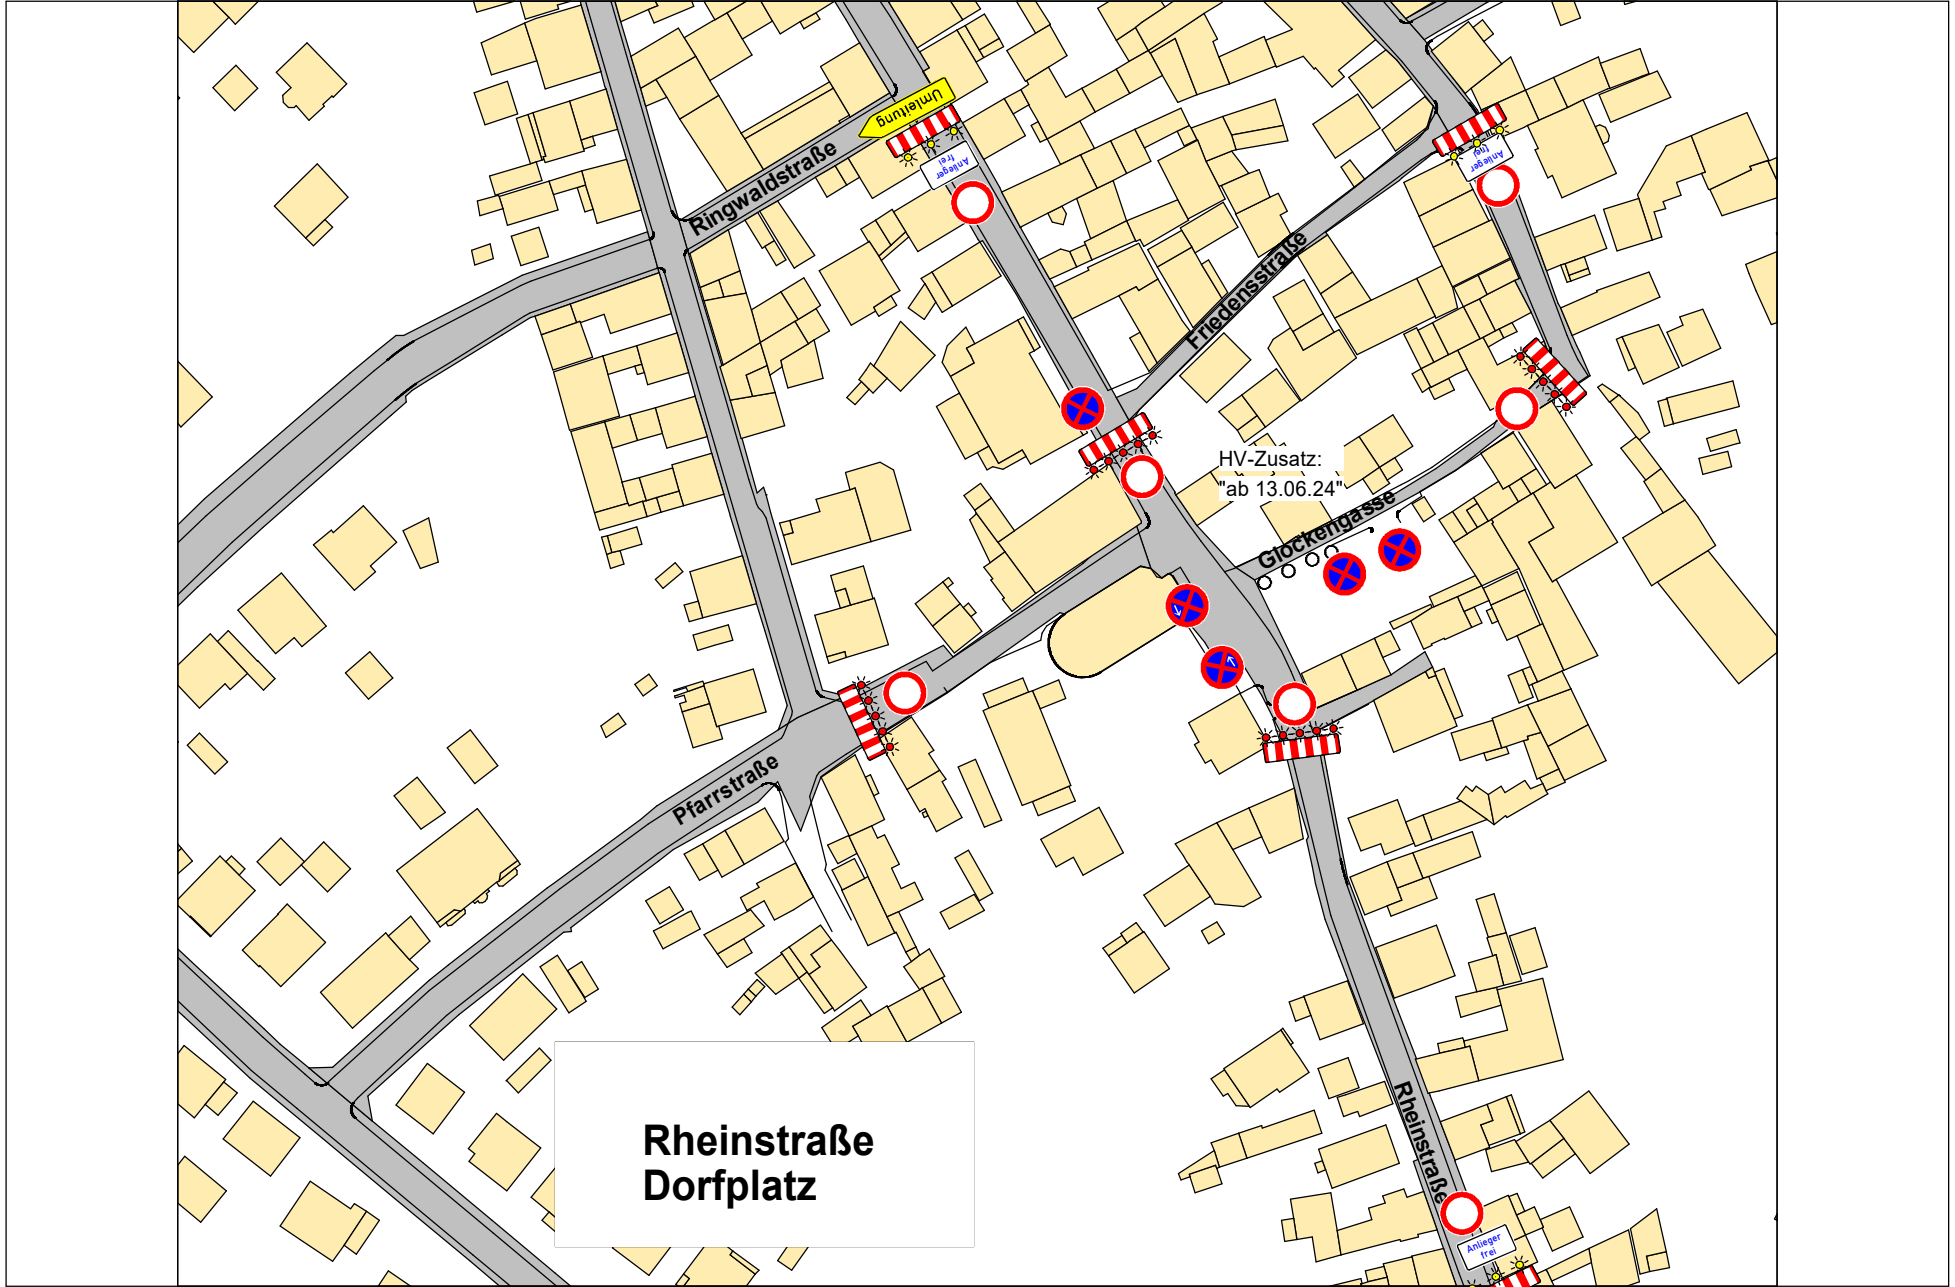 Umleitung
Anlieger
frei
Anlieger
frei
Ringwaldstraße
Friedensstraße
HV-Zusatz:
"ab 13.06.24"
Glockengasse
Pfarrstraße
Rheinstraße
Dorfplatz
Rheinstraße
Anlieger
frei